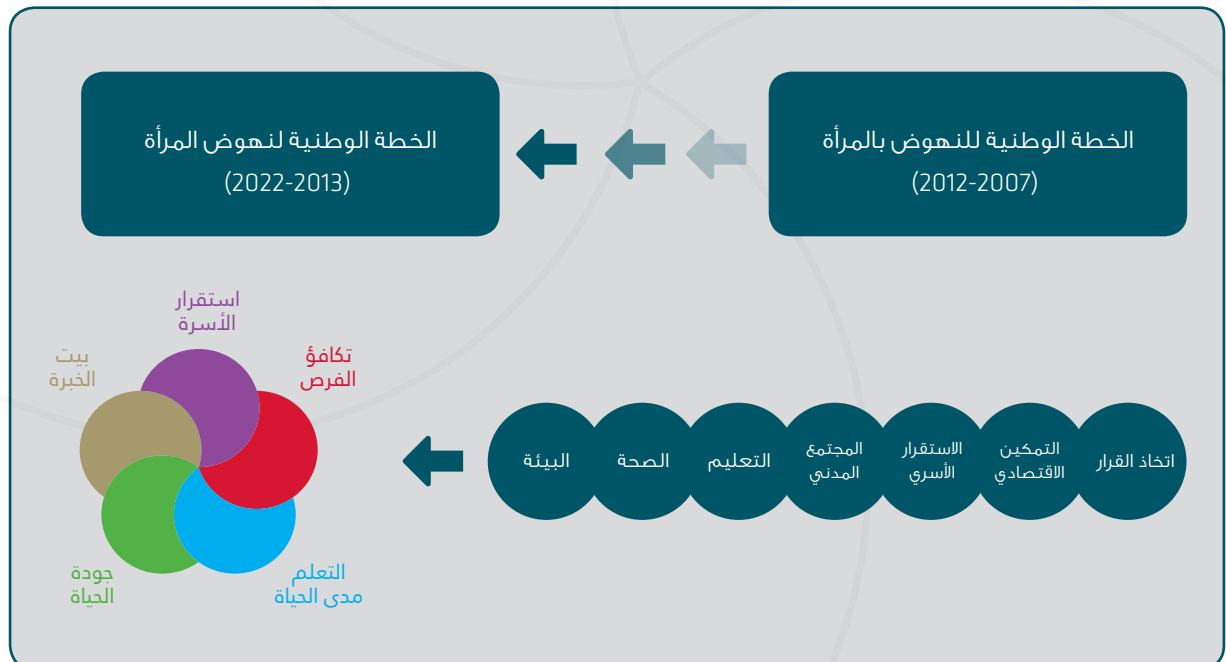 الخطة الوطنية للنهوض بالمرأة
(2012-2007)
الخطة الوطنية لنهوض المرأة
(2022-2013)
اتخاذ القرار
التمكين
الاقتصادي
الاستقرار
الأسري
المجتمع
المدني
التعليم
الصحة
البيئة
استقرار
الأسرة
تكافؤ
الفرص
بيت
الخبرة
التعلم
مدى الحياة
جودة
الحياة